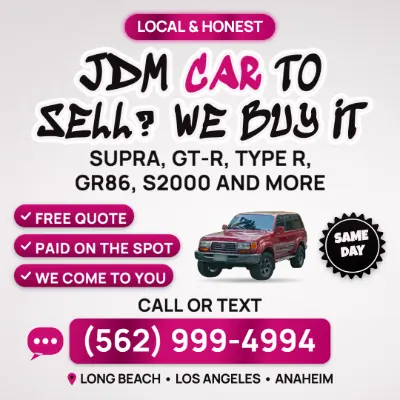 LOCAL & HONEST
JDM CAR TO
SELL? WE BUY IT
SUPRA, GT-R, TYPE R,
GR86, S2000 AND MORE
FREE QUOTE
PAID ON THE SPOT
WE COME TO YOU
SAME
DAY
CALL OR TEXT
(562) 999-4994
LONG BEACH • LOS ANGELES • ANAHEIM